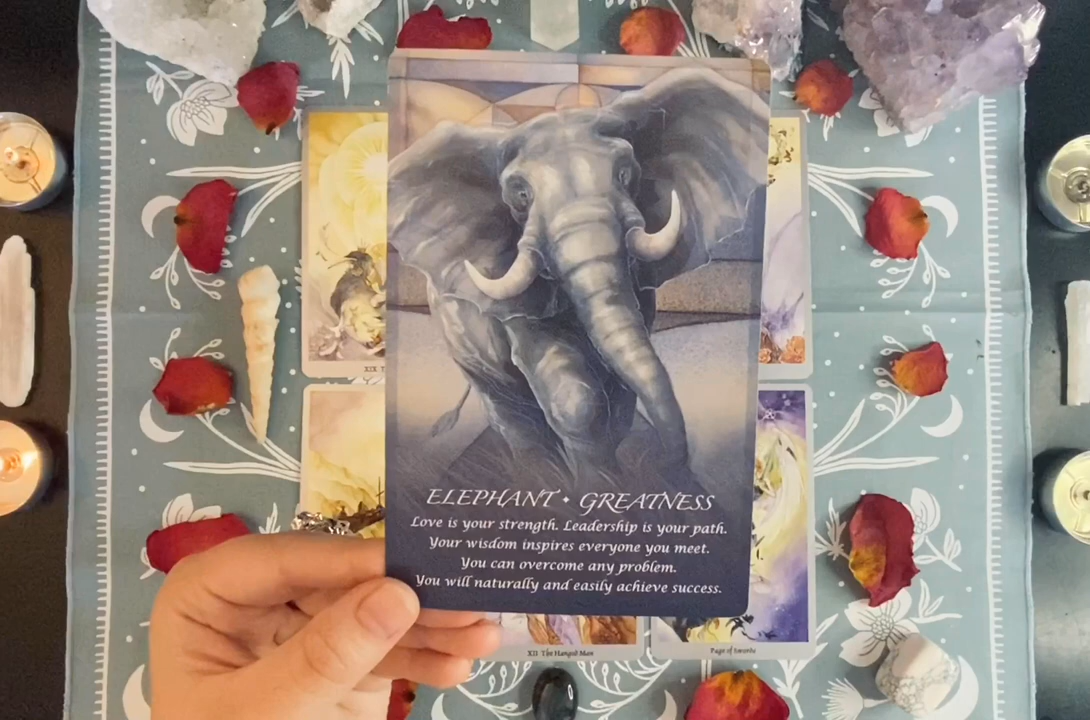 XIX T
ELEPHANT • GREATNESS
Love is your strength. Leadership is your path.
Your wisdom inspires everyone you meet.
You can overcome any problem.
You will naturally and easily achieve success.
XII The Hanged Man
Page of Swords